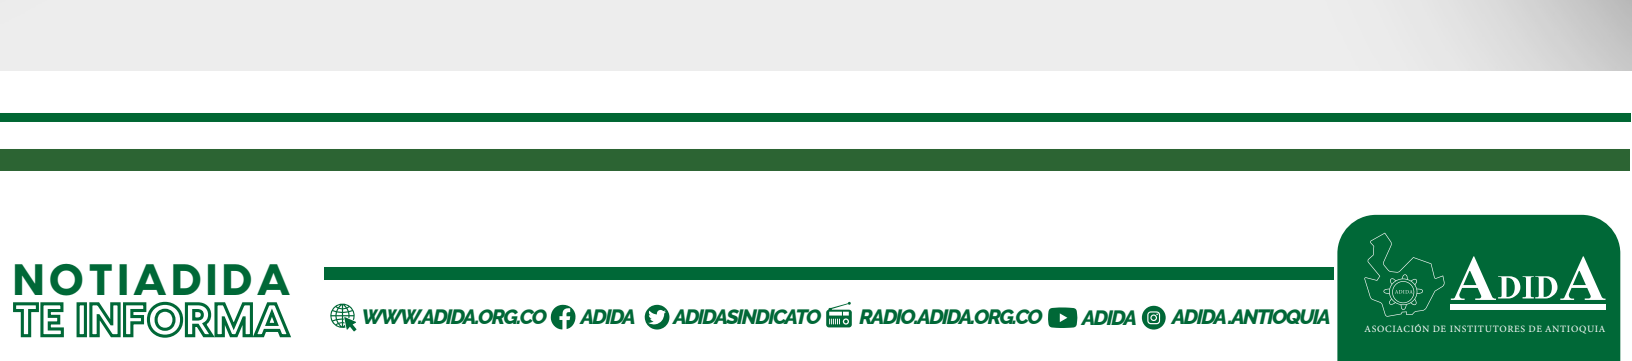 NOTIADIDA
TE INFORMA
WWW.ADIDA.ORG.CO ADIDA ADIDASINDICATO RADIO.ADIDA.ORG.CO ADIDA ADIDA.ANTIOQUIA
ADIDA
ADIDA
ASOCIACIÓN DE INSTITUTORES DE ANTIOQUIA